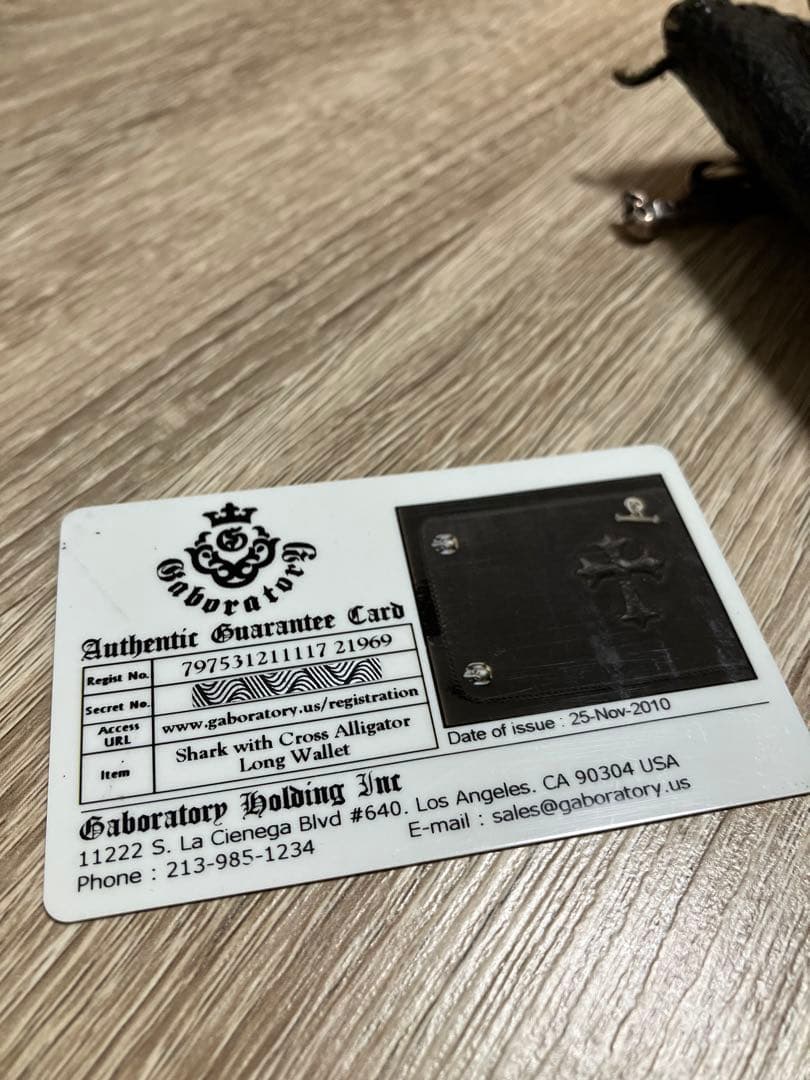 G
Gaboratory
Authentic Guarantee Card
Regist No. 797531211117 21969
Secret No.
Access URL www.gaboratory.us/registration
Item Shark with Cross Alligator
Long Wallet
Date of issue : 25-Nov-2010
Gaboratory Holding Inc
11222 S. La Cienega Blvd #640. Los Angeles. CA 90304 USA
Phone : 213-985-1234 E-mail : sales@gaboratory.us